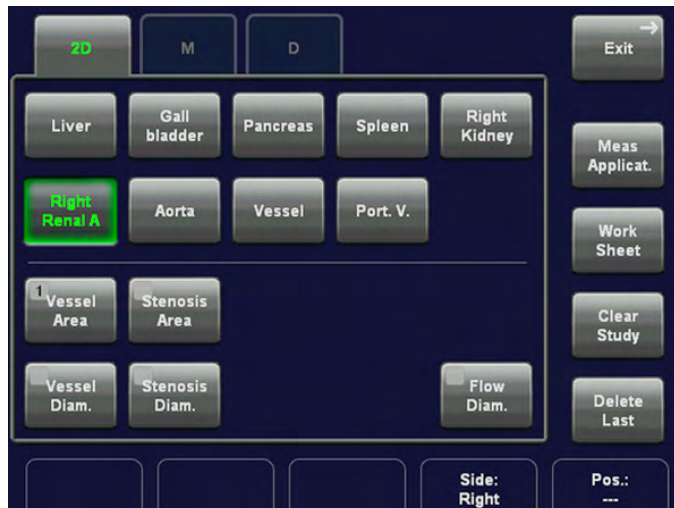 2D
M
D
Exit
Liver
Gall
bladder
Pancreas
Spleen
Right
Kidney
Meas
Applicat.
Right
Renal A
Aorta
Vessel
Port. V.
Work
Sheet
1
Vessel
Area
Stenosis
Area
Clear
Study
Vessel
Diam.
Stenosis
Diam.
Flow
Diam.
Delete
Last
Side:
Right
Pos.:
---